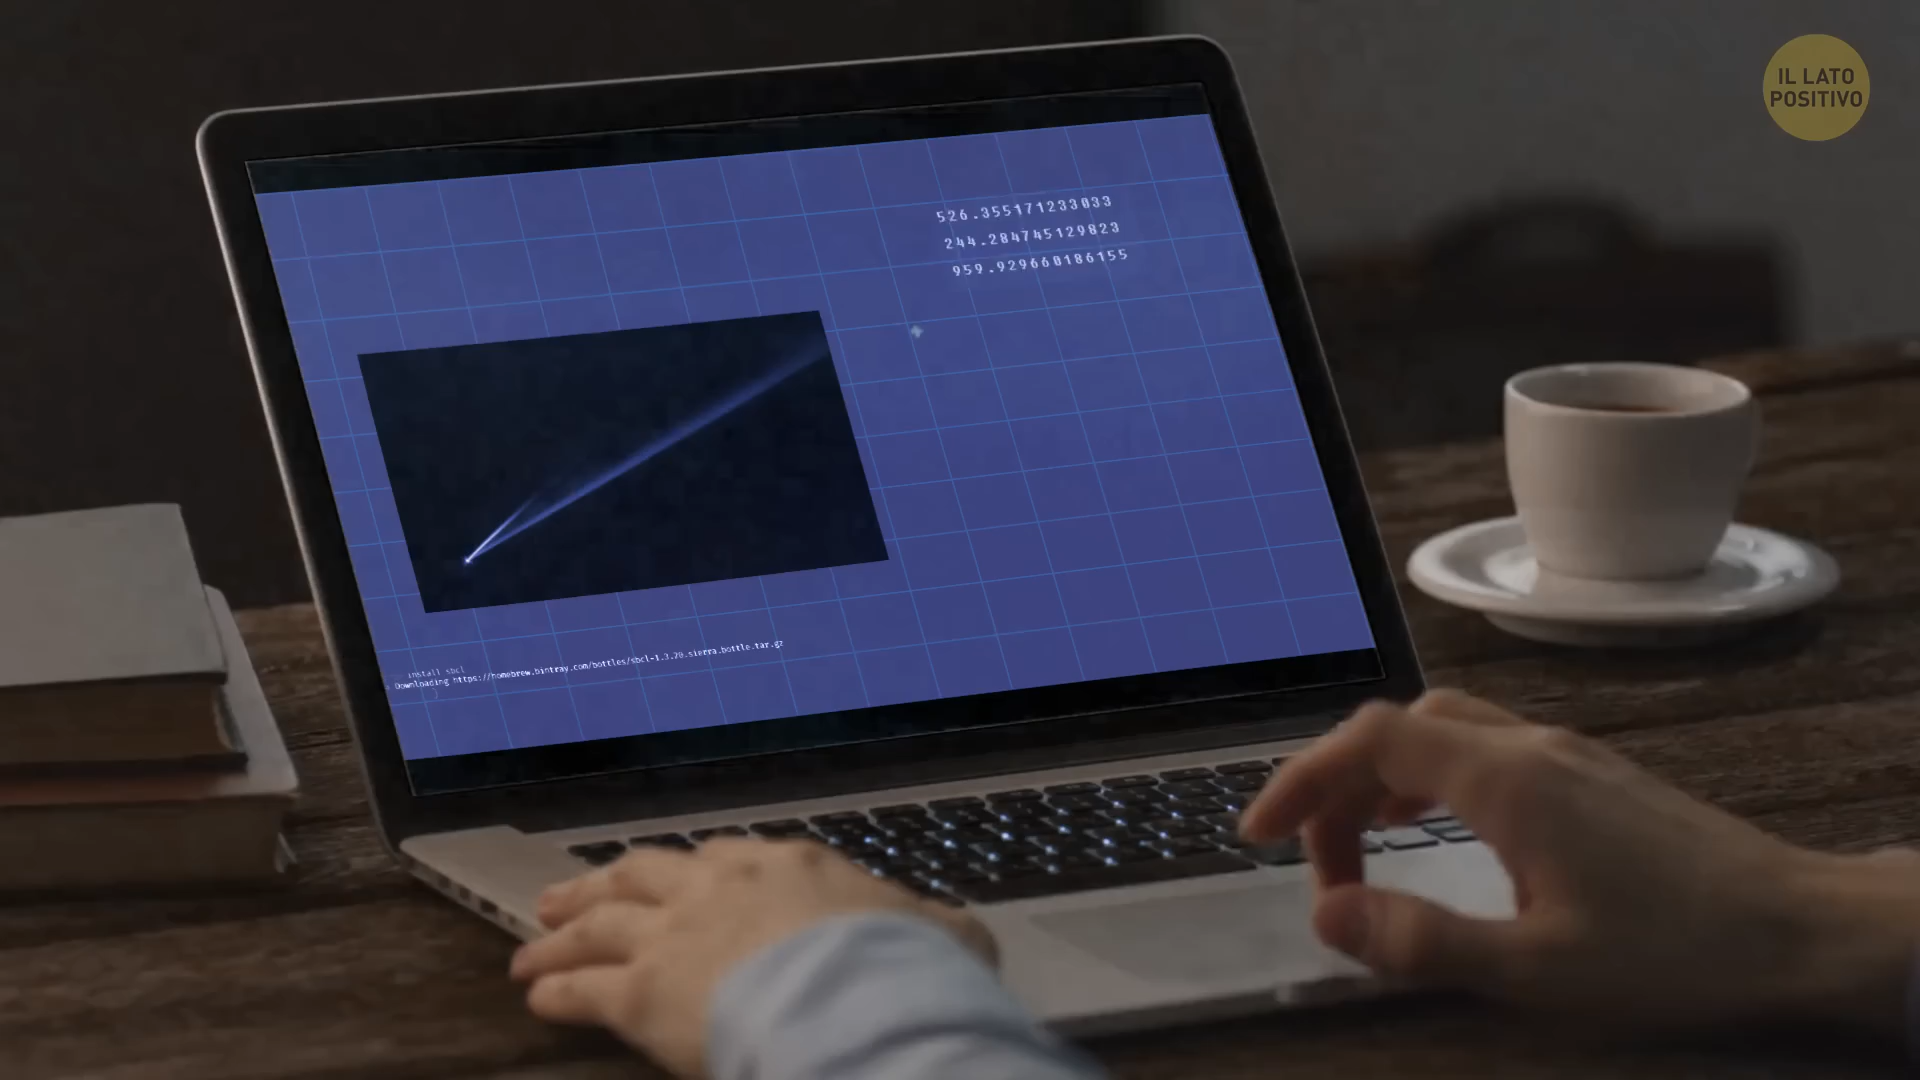 IL LATO
POSITIVO
526.355171233033
244.284745129823
959.929660186155
install sbcl
Downloading https://homebrew.bintray.com/bottles/sbcl-1.3.20.sierra.bottle.tar.gz